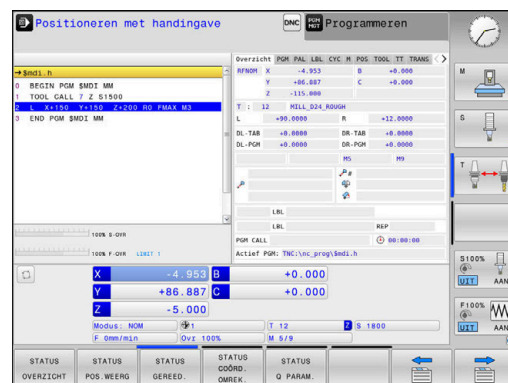 Positioneren met handingave
DNC
PGM MGT
Programmeren
→$mdi.h
0 BEGIN PGM $MDI MM
1 TOOL CALL 7 Z S1500
2 L X+150 Y+150 Z+200 R0 FMAX M3
3 END PGM $MDI MM
100% S-OVR
100% F-OVR LIMIT 1
Overzicht PGM PAL LBL CYC M POS TOOL TT TRANS
RFNOM X -4.953 B +0.000
Y +86.887 C +0.000
Z -115.000
T : 12 MILL_D24_ROUGH
L +90.0000 R +12.0000
DL-TAB +0.0000 DR-TAB +0.0000
DL-PGM +0.0000 DR-PGM +0.0000
M5 M9
LBL
LBL REP
PGM CALL 00:00:00
Actief PGM: TNC:\nc_prog\$mdi.h
X -4.953 B +0.000
Y +86.887 C +0.000
Z -5.000
Modus: NOM 1 T 12 Z S 1800
F 0mm/min Ovr 100% M 5/9
M
S
T
S100%
UIT AAN
F100%
UIT AAN
STATUS OVERZICHT
STATUS POS.WEERG
STATUS GEREED.
STATUS COÖRD. OMREK.
STATUS Q PARAM.